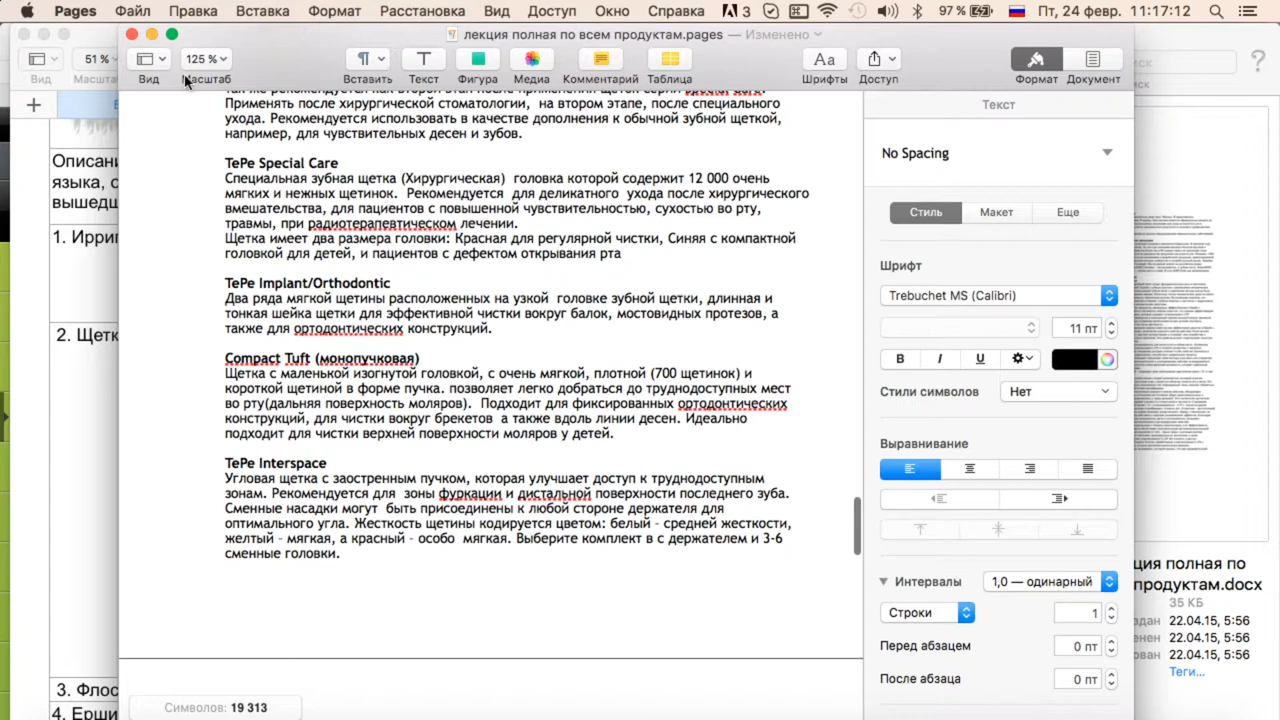 Pages Файл Правка Вставка Формат Расстановка Вид Доступ Окно Справка 3 97 % Пт, 24 февр. 11:17:12
лекция полная по всем продуктам.pages — Изменено
51 % 125 %
Вид Вид Масштаб Вставить Текст Фигура Медиа Комментарий Таблица Шрифты Доступ Формат Документ
Применять после хирургической стоматологии, на втором этапе, после специального
ухода. Рекомендуется использовать в качестве дополнения к обычной зубной щеткой,
например, для чувствительных десен и зубов.
TePe Special Care
Специальная зубная щетка (Хирургическая) головка которой содержит 12 000 очень
мягких и нежных щетинок. Рекомендуется для деликатного ухода после хирургического
вмешательства, для пациентов с повышенной чувствительностью, сухостью во рту,
травмы, при радиотерапевтическом лечении .
Щетка имеет два размера головки: Красная для регулярной чистки, Синяя с компактной
головкой для детей, и пациентов с дефектом открывания рта
TePe Implant/Orthodontic
Два ряда мягкой щетины расположенные на узкой головке зубной щетки, длинная и
тонкая шейка щетки для эффективной чистки вокруг балок, мостовидных протезов, а
также для ортодонтических конструкций.
Compact Tuft (монопучковая)
Щетка с маленькой изогнутой головкой, с очень мягкой, плотной (700 щетинок) и
короткой щетиной в форме пучка. Помогает легко добраться до труднодоступных мест
на оральную поверхность моляров. Подходит для фиксированных ортодонтических
конструкций, для чистки вокруг имплантатов и при воспалении десен. Идеально
подходит для чистки верхней поверхности моляров у детей.
TePe Interspace
Угловая щетка с заостренным пучком, которая улучшает доступ к труднодоступным
зонам. Рекомендуется для зоны фуркации и дистальной поверхности последнего зуба.
Сменные насадки могут быть присоединены к любой стороне держателя для
оптимального угла. Жесткость щетины кодируется цветом: белый - средней жесткости,
желтый - мягкая, а красный - особо мягкая. Выберите комплект в с держателем и 3-6
сменные головки.
Символов: 19 313
Описани
языка, с
вышедш
1. Ирриг
2. Щетк
3. Флос
4. Ерши
Текст
No Spacing
Стиль Макет Еще
Шрифт
Trebuchet MS (Calibri)
11 пт
U
Стили символов Нет
Выравнивание
Интервалы 1,0 — одинарный
Строки 1
Перед абзацем 0 пт
После абзаца 0 пт
ция полная по
продуктам.docx
35 КБ
здан 22.04.15, 5:56
енен 22.04.15, 5:56
ован 22.04.15, 5:56
Теги...